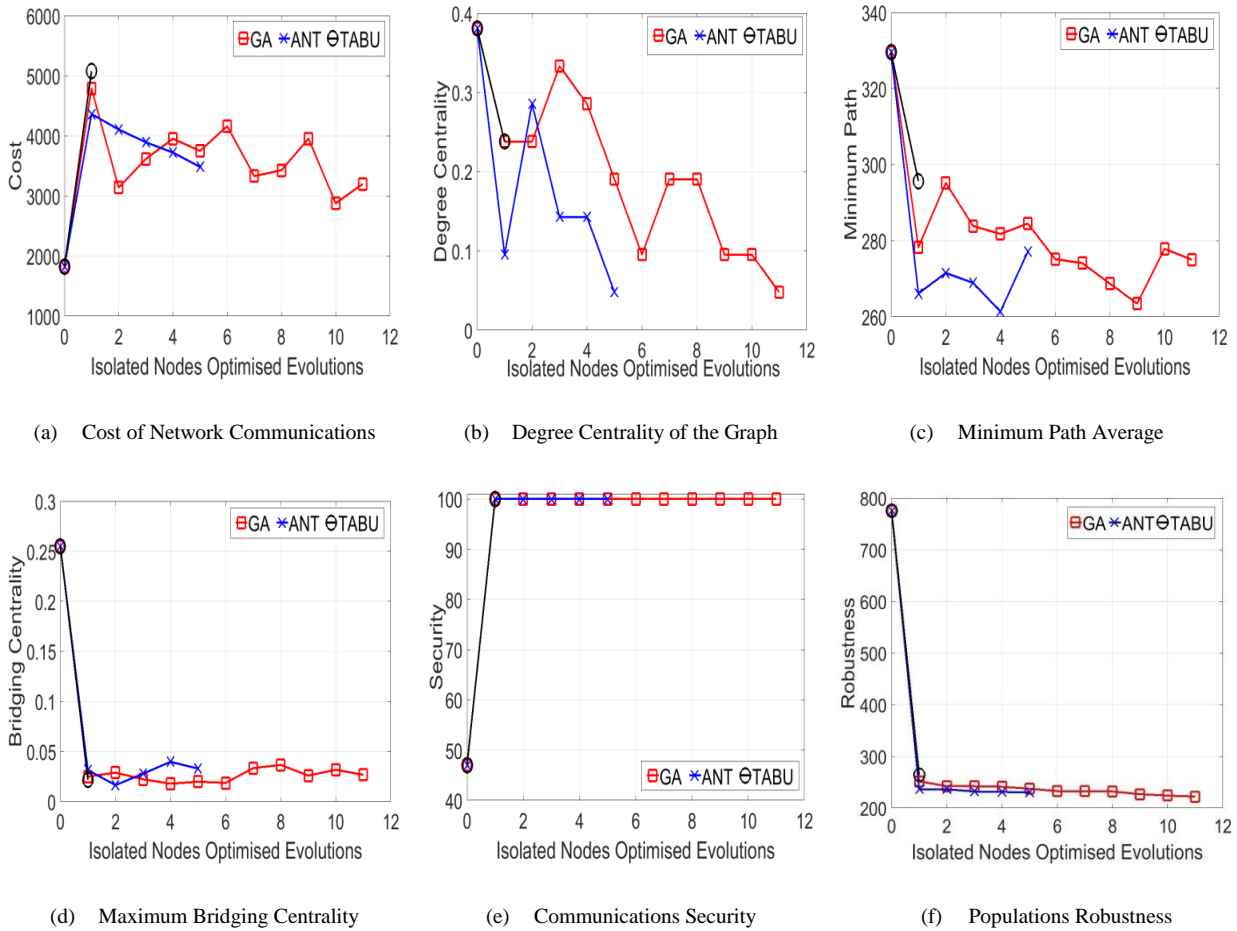 6000
5000
4000
3000
2000
1000
Cost
GA ANT TABU
0 2 4 6 8 10 12
Isolated Nodes Optimised Evolutions
(a) Cost of Network Communications
0.4
0.3
0.2
0.1
0
Degree Centrality
GA ANT TABU
0 2 4 6 8 10 12
Isolated Nodes Optimised Evolutions
(b) Degree Centrality of the Graph
340
320
300
280
260
Minimum Path
GA ANT TABU
0 2 4 6 8 10 12
Isolated Nodes Optimised Evolutions
(c) Minimum Path Average
0.3
0.25
0.2
0.15
0.1
0.05
0
Bridging Centrality
GA ANT TABU
0 2 4 6 8 10 12
Isolated Nodes Optimised Evolutions
(d) Maximum Bridging Centrality
100
90
80
70
60
50
40
Security
GA ANT TABU
0 2 4 6 8 10 12
Isolated Nodes Optimised Evolutions
(e) Communications Security
800
700
600
500
400
300
200
Robustness
GA ANT TABU
0 2 4 6 8 10 12
Isolated Nodes Optimised Evolutions
(f) Populations Robustness